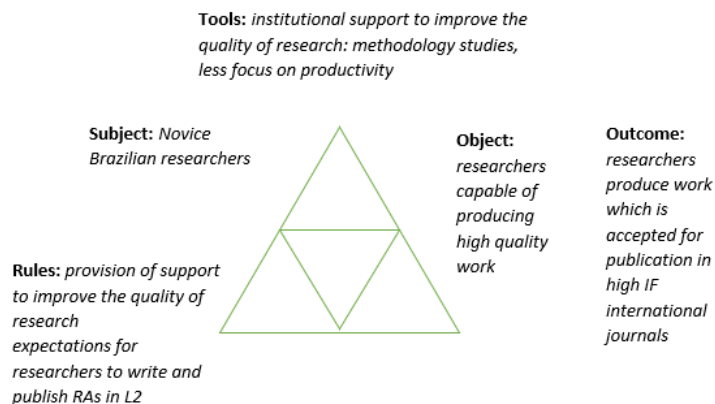 Tools: institutional support to improve the
quality of research: methodology studies,
less focus on productivity
Subject: Novice
Brazilian researchers
Object:
researchers
capable of
producing
high quality
work
Outcome:
researchers
produce work
which is
accepted for
publication in
high IF
international
journals
Rules: provision of support
to improve the quality of
research
expectations for
researchers to write and
publish RAs in L2